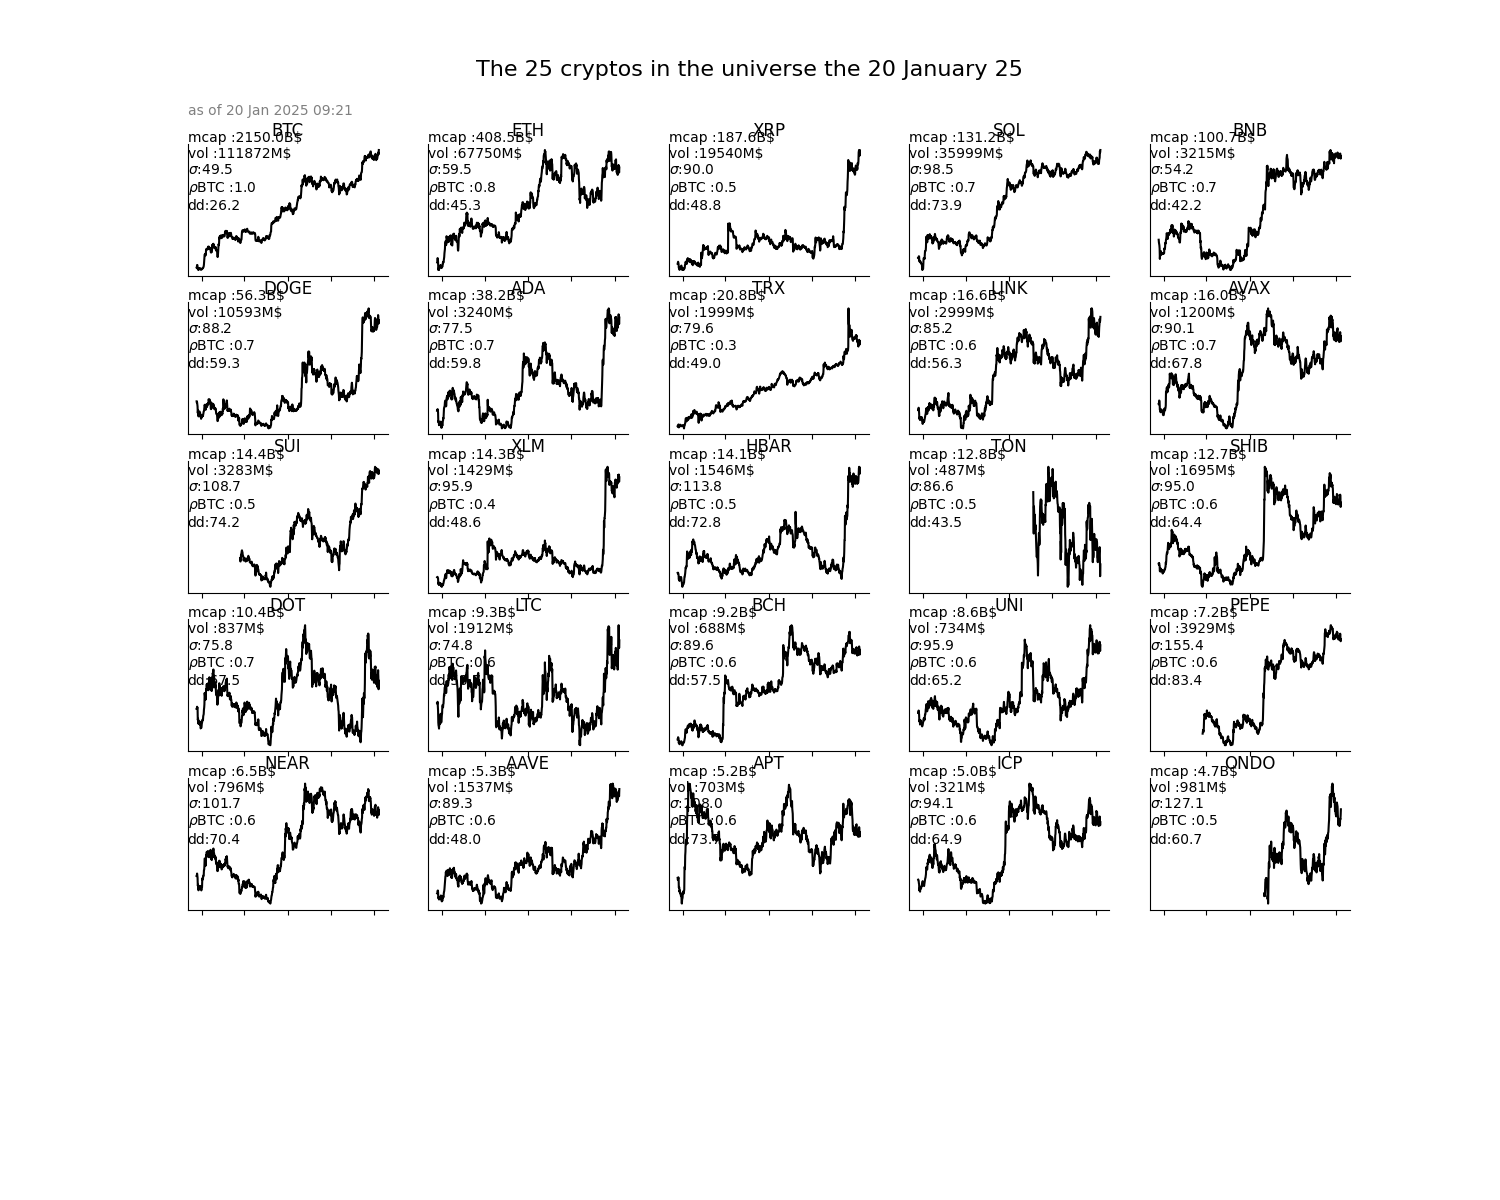 The 25 cryptos in the universe the 20 January 25
as of 20 Jan 2025 09:21
BTC
mcap :2150.0B$
vol :111872M$
σ:49.5
ρBTC :1.0
dd:26.2
ETH
mcap :408.5B$
vol :67750M$
σ:59.5
ρBTC :0.8
dd:45.3
XRP
mcap :187.6B$
vol :19540M$
σ:90.0
ρBTC :0.5
dd:48.8
SOL
mcap :131.2B$
vol :35999M$
σ:98.5
ρBTC :0.7
dd:73.9
BNB
mcap :100.7B$
vol :3215M$
σ:54.2
ρBTC :0.7
dd:42.2
DOGE
mcap :56.3B$
vol :10593M$
σ:88.2
ρBTC :0.7
dd:59.3
ADA
mcap :38.2B$
vol :3240M$
σ:77.5
ρBTC :0.7
dd:59.8
TRX
mcap :20.8B$
vol :1999M$
σ:79.6
ρBTC :0.3
dd:49.0
LINK
mcap :16.6B$
vol :2999M$
σ:85.2
ρBTC :0.6
dd:56.3
AVAX
mcap :16.0B$
vol :1200M$
σ:90.1
ρBTC :0.7
dd:67.8
SUI
mcap :14.4B$
vol :3283M$
σ:108.7
ρBTC :0.5
dd:74.2
XLM
mcap :14.3B$
vol :1429M$
σ:95.9
ρBTC :0.4
dd:48.6
HBAR
mcap :14.1B$
vol :1546M$
σ:113.8
ρBTC :0.5
dd:72.8
TON
mcap :12.8B$
vol :487M$
σ:86.6
ρBTC :0.5
dd:43.5
SHIB
mcap :12.7B$
vol :1695M$
σ:95.0
ρBTC :0.6
dd:64.4
DOT
mcap :10.4B$
vol :837M$
σ:75.8
ρBTC :0.7
LTC
mcap :9.3B$
vol :1912M$
σ:74.8
ρBTC :0.6
BCH
mcap :9.2B$
vol :688M$
σ:89.6
ρBTC :0.6
dd:57.5
UNI
mcap :8.6B$
vol :734M$
σ:95.9
ρBTC :0.6
dd:65.2
PEPE
mcap :7.2B$
vol :3929M$
σ:155.4
ρBTC :0.6
dd:83.4
NEAR
mcap :6.5B$
vol :796M$
σ:101.7
ρBTC :0.6
dd:70.4
AAVE
mcap :5.3B$
vol :1537M$
σ:89.3
ρBTC :0.6
dd:48.0
APT
mcap :5.2B$
vol :703M$
σ:108.0
ρBTC :0.6
ICP
mcap :5.0B$
vol :321M$
σ:94.1
ρBTC :0.6
dd:64.9
ONDO
mcap :4.7B$
vol :981M$
σ:127.1
ρBTC :0.5
dd:60.7